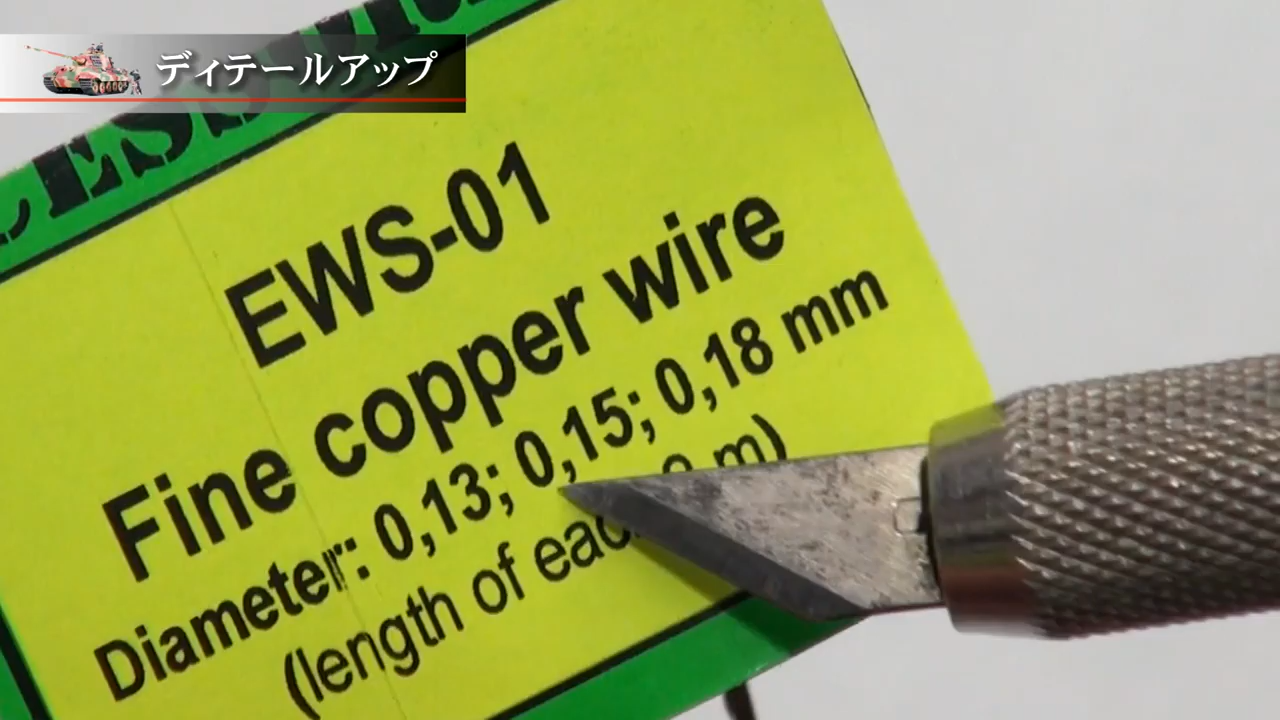 ディテールアップ
EWS-01
Fine copper wire
Diameter: 0,13; 0,15; 0,18 mm
(length of m)